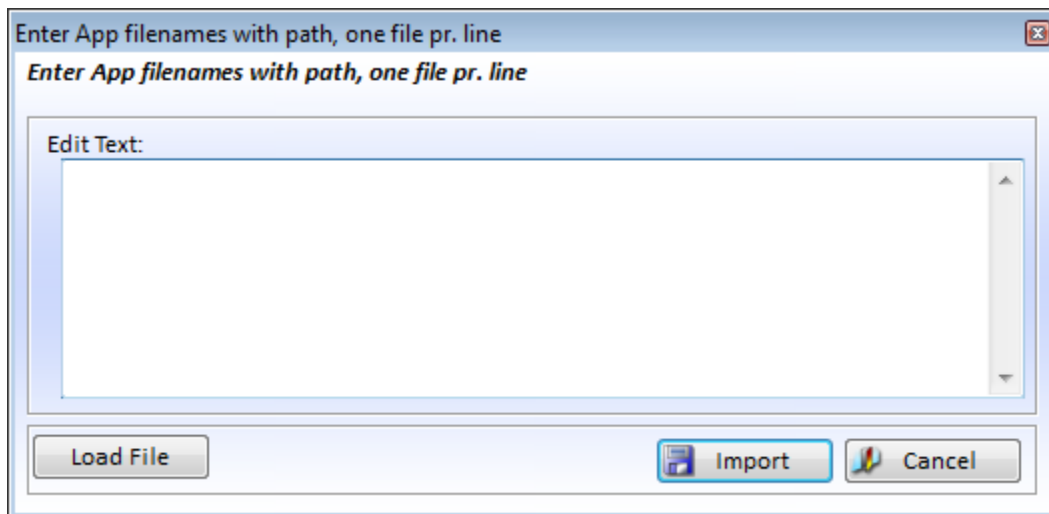 Enter App filenames with path, one file pr. line
Enter App filenames with path, one file pr. line
Edit Text:
Load File
Import
Cancel